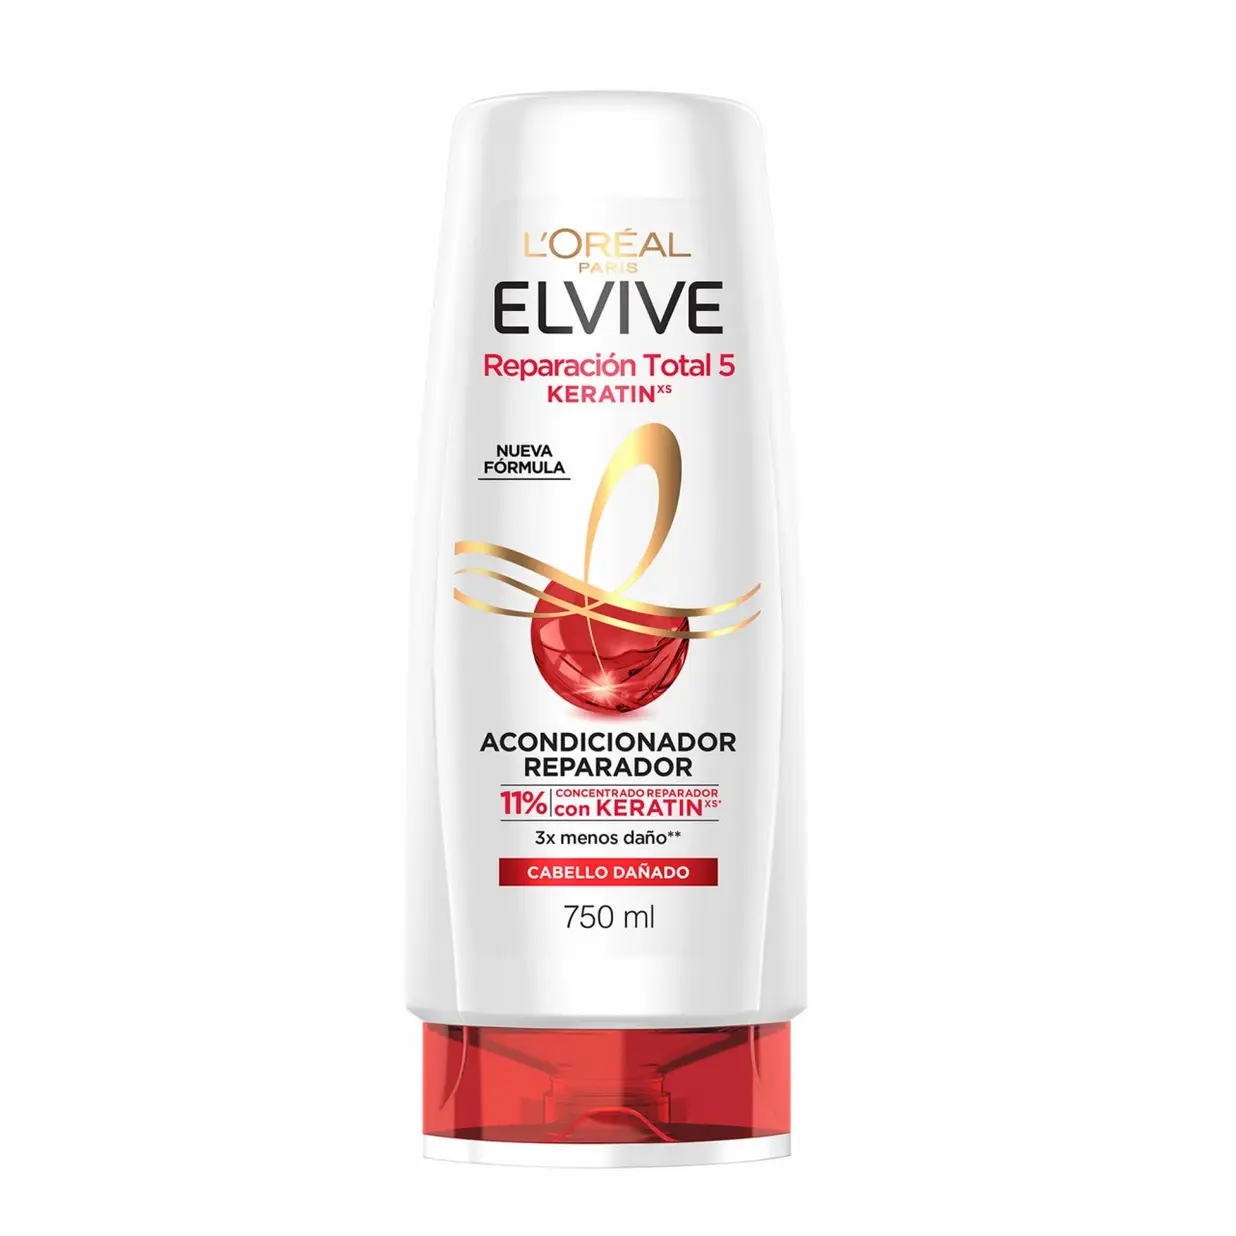 L'ORÉAL
PARIS
ELVIVE
Reparación Total 5
KERATINXS
NUEVA
FÓRMULA
ACONDICIONADOR
REPARADOR
11% CONCENTRADO REPARADOR
con KERATINXS*
3x menos daño**
CABELLO DAÑADO
750 ml